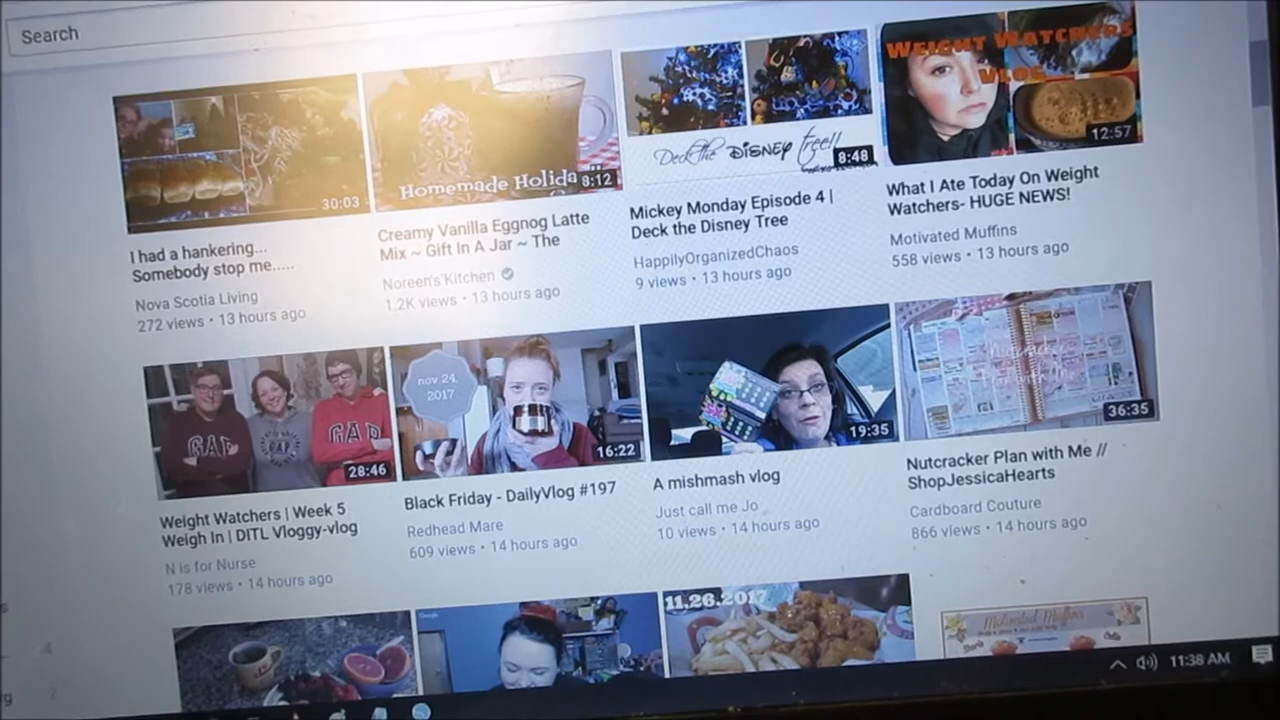 Search
30:03
Homemade Holida
8:12
Deck the Disney tree!!
8:48
Weight Watchers
Vlog
12:57
I had a hankering...
Somebody stop me.....
Nova Scotia Living
272 views • 13 hours ago
Creamy Vanilla Eggnog Latte
Mix ~ Gift In A Jar ~ The
Noreen's Kitchen
1.2K views • 13 hours ago
Mickey Monday Episode 4 |
Deck the Disney Tree
HappilyOrganizedChaos
9 views • 13 hours ago
What I Ate Today On Weight
Watchers- HUGE NEWS!
Motivated Muffins
558 views • 13 hours ago
GAP
GAP
GAP
28:46
nov 24,
2017
16:22
19:35
36:35
Weight Watchers | Week 5
Weigh In | DITL Vloggy-vlog
N is for Nurse
178 views • 14 hours ago
Black Friday - DailyVlog #197
Redhead Mare
609 views • 14 hours ago
A mishmash vlog
Just call me Jo
10 views • 14 hours ago
Nutcracker Plan with Me //
ShopJessicaHearts
Cardboard Couture
866 views • 14 hours ago
Google
11.26.2017
Motivated Muffins
s
4
rg
2
11:38 AM